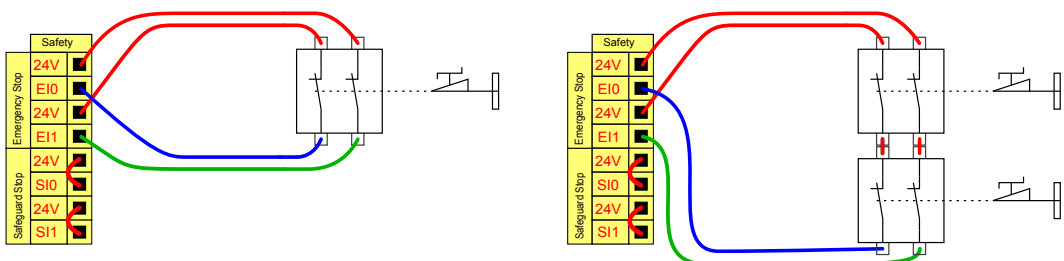 Safety
Emergency Stop
24V
EI0
24V
EI1
Safeguard Stop
24V
SI0
24V
SI1
Safety
Emergency Stop
24V
EI0
24V
EI1
Safeguard Stop
24V
SI0
24V
SI1